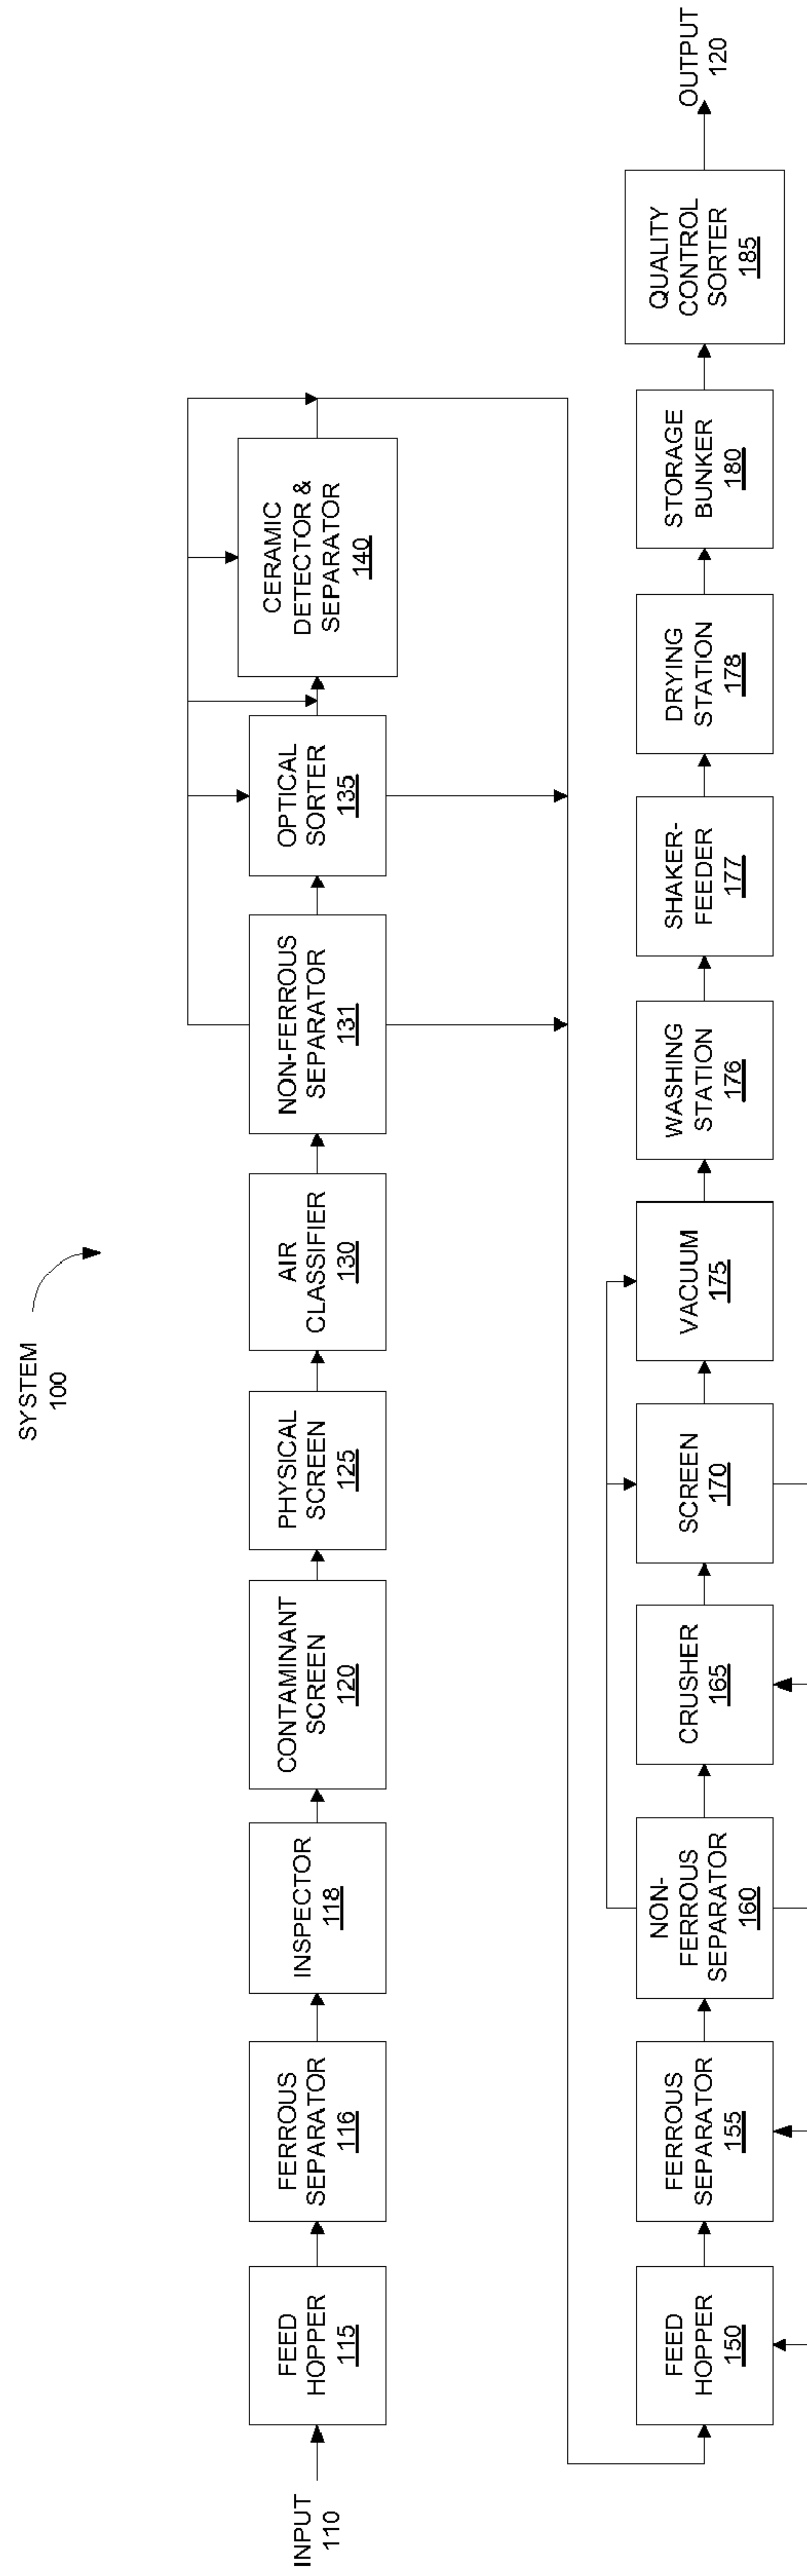 SYSTEM
100
INPUT
110
FEED
HOPPER
115
FERROUS
SEPARATOR
116
INSPECTOR
118
CONTAMINANT
SCREEN
120
PHYSICAL
SCREEN
125
AIR
CLASSIFIER
130
NON-FERROUS
SEPARATOR
131
OPTICAL
SORTER
135
CERAMIC
DETECTOR &
SEPARATOR
140
FEED
HOPPER
150
FERROUS
SEPARATOR
155
NON-
FERROUS
SEPARATOR
160
CRUSHER
165
SCREEN
170
VACUUM
175
WASHING
STATION
176
SHAKER-
FEEDER
177
DRYING
STATION
178
STORAGE
BUNKER
180
QUALITY
CONTROL
SORTER
185
OUTPUT
120